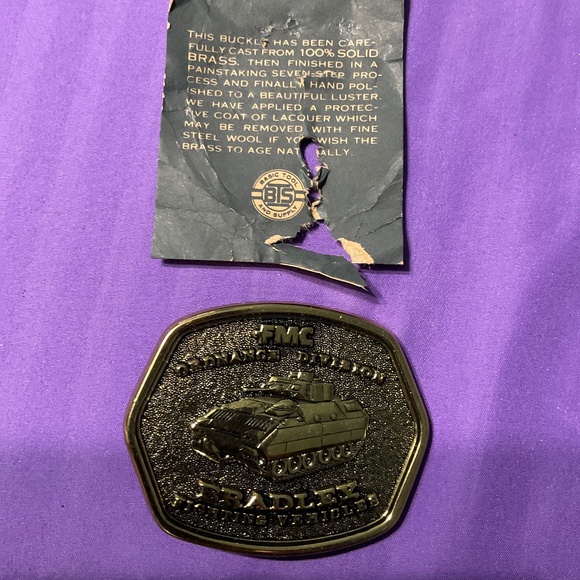 THIS BUCKLE HAS BEEN CARE-
FULLY CAST FROM 100% SOLID
BRASS. THEN FINISHED IN A
PAINSTAKING SEVEN-STEP PRO-
CESS AND FINALLY HAND POL-
ISHED TO A BEAUTIFUL LUSTER.
WE HAVE APPLIED A PROTEC-
TIVE COAT OF LACQUER WHICH
MAY BE REMOVED WITH FINE
STEEL WOOL IF YOU WISH THE
BRASS TO AGE NATURALLY.
BASIC TOOL
BTS
AND SUPPLY
FMC
ORDNANCE DIVISION
BRADLEY
FIGHTING VEHICLES